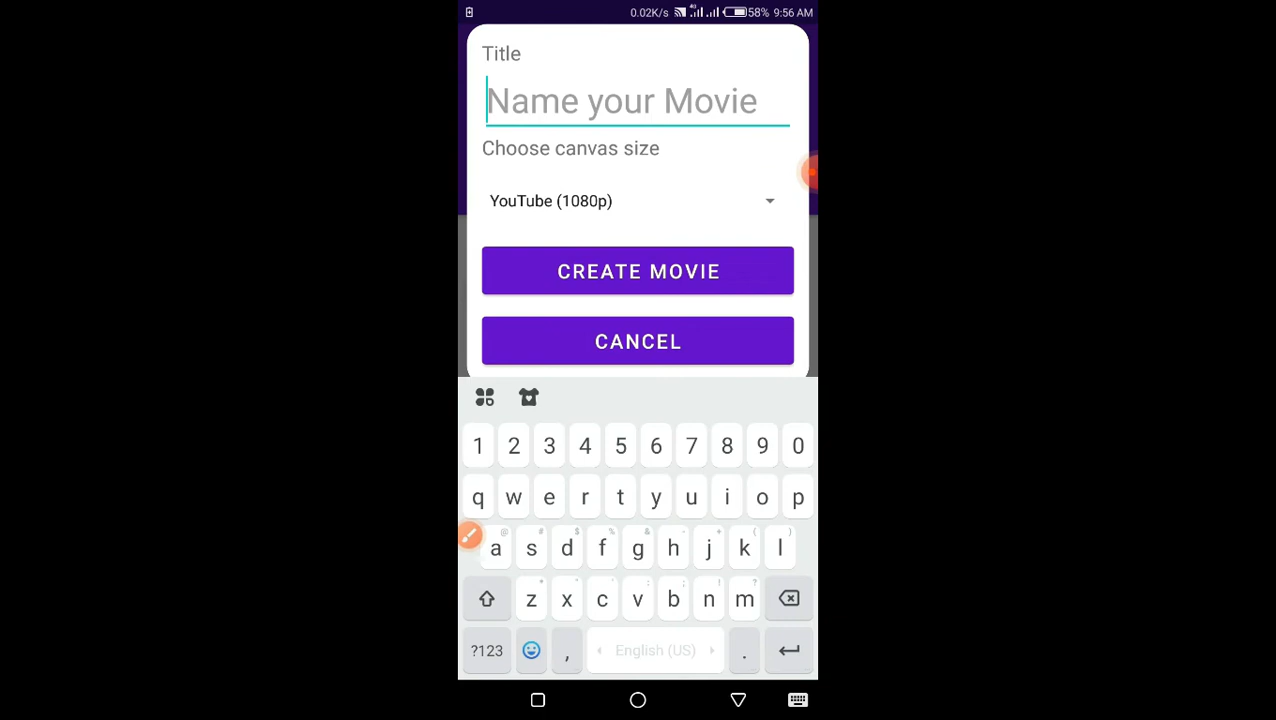 0.02K/s 4G 58% 9:56 AM
Title
Name your Movie
Choose canvas size
YouTube (1080p)
CREATE MOVIE
CANCEL
1 2 3 4 5 6 7 8 9 0
q w e r t y u i o p
@ # $ % & - + ( )
a s d f g h j k l
* " ' : ; ! ?
z x c v b n m
?123 , English (US) .